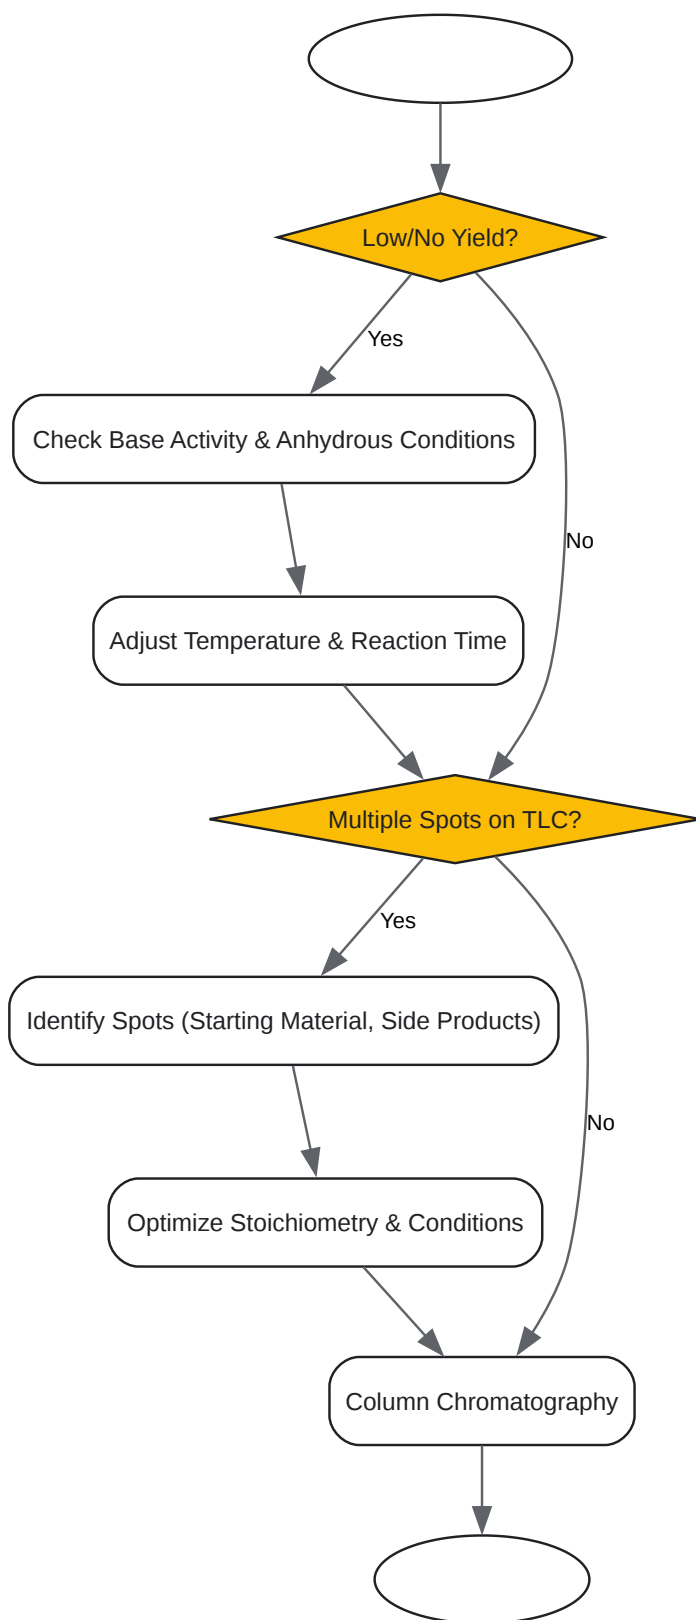 Low/No Yield?
Yes
Check Base Activity & Anhydrous Conditions
No
Adjust Temperature & Reaction Time
Multiple Spots on TLC?
Yes
Identify Spots (Starting Material, Side Products)
No
Optimize Stoichiometry & Conditions
Column Chromatography